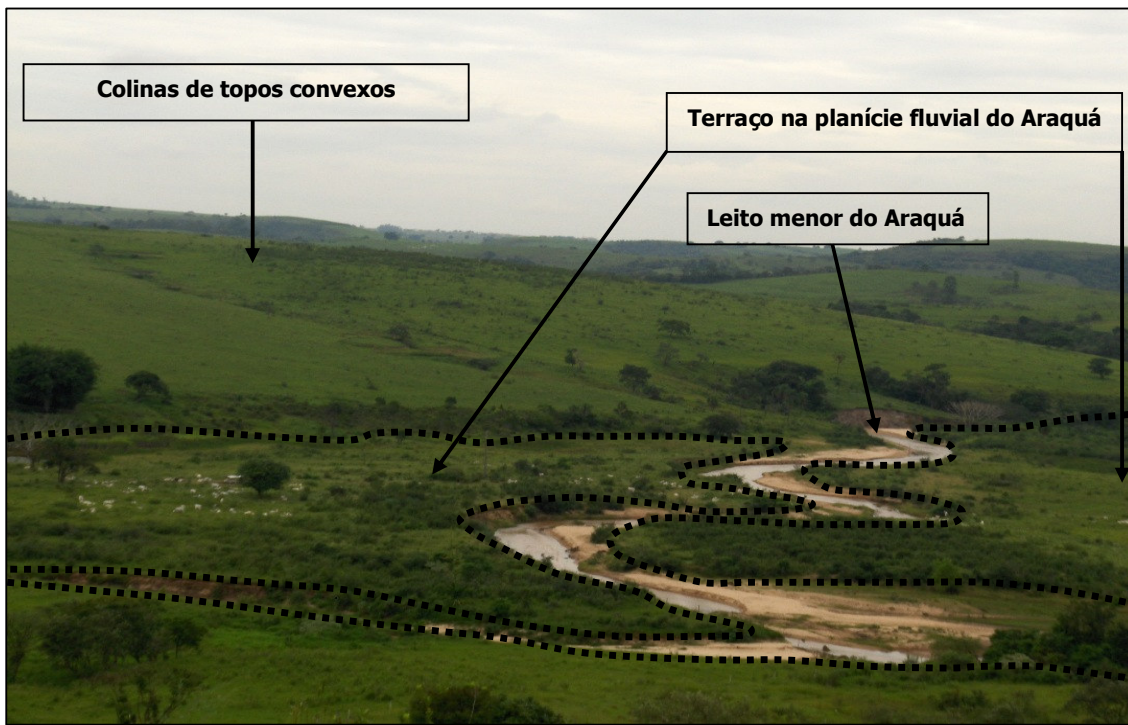 Colinas de topos convexos
Terraço na planície fluvial do Araquá
Leito menor do Araquá